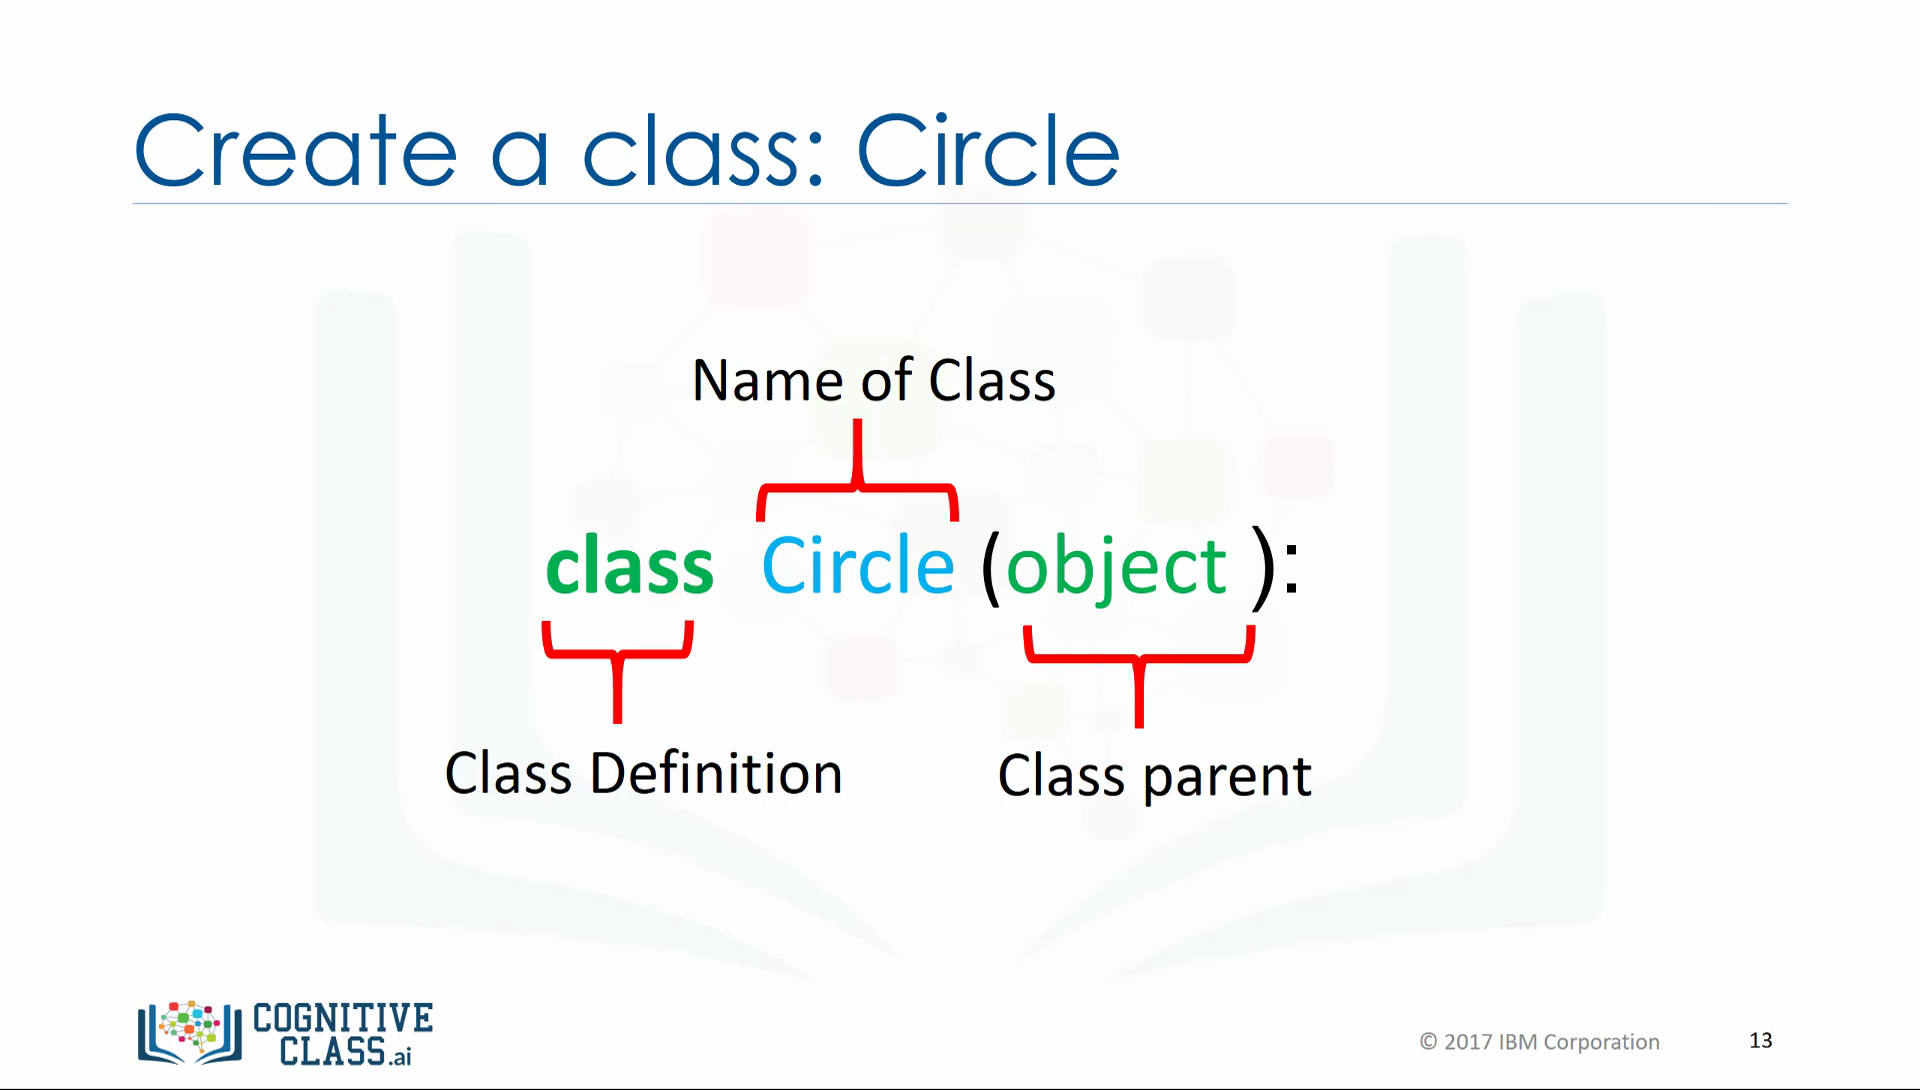 Create a class: Circle
Name of Class
class Circle (object ):
Class Definition
Class parent
COGNITIVE
CLASS.ai
© 2017 IBM Corporation
13